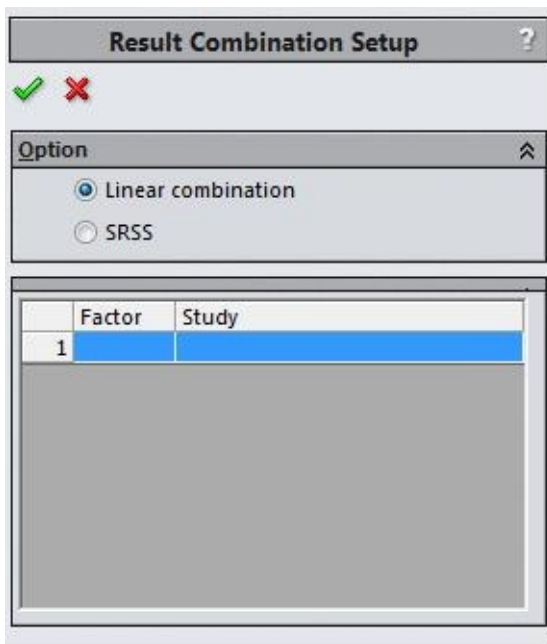 Result Combination Setup ?
Option
Linear combination
SRSS
Factor Study
1